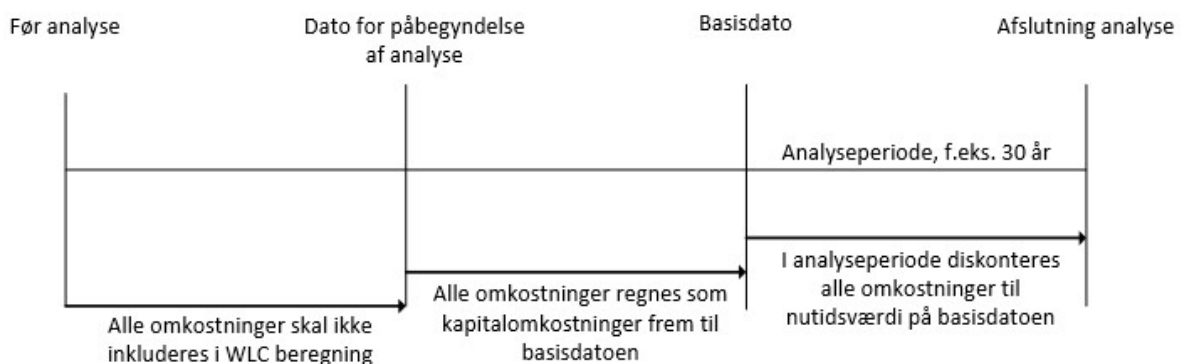 Før analyse
Dato for påbegyndelse
af analyse
Basisdato
Afslutning analyse
Analyseperiode, f.eks. 30 år
Alle omkostninger skal ikke
inkluderes i WLC beregning
Alle omkostninger regnes som
kapitalomkostninger frem til
basisdatoen
I analyseperiode diskonteres
alle omkostninger til
nutidsværdi på basisdatoen